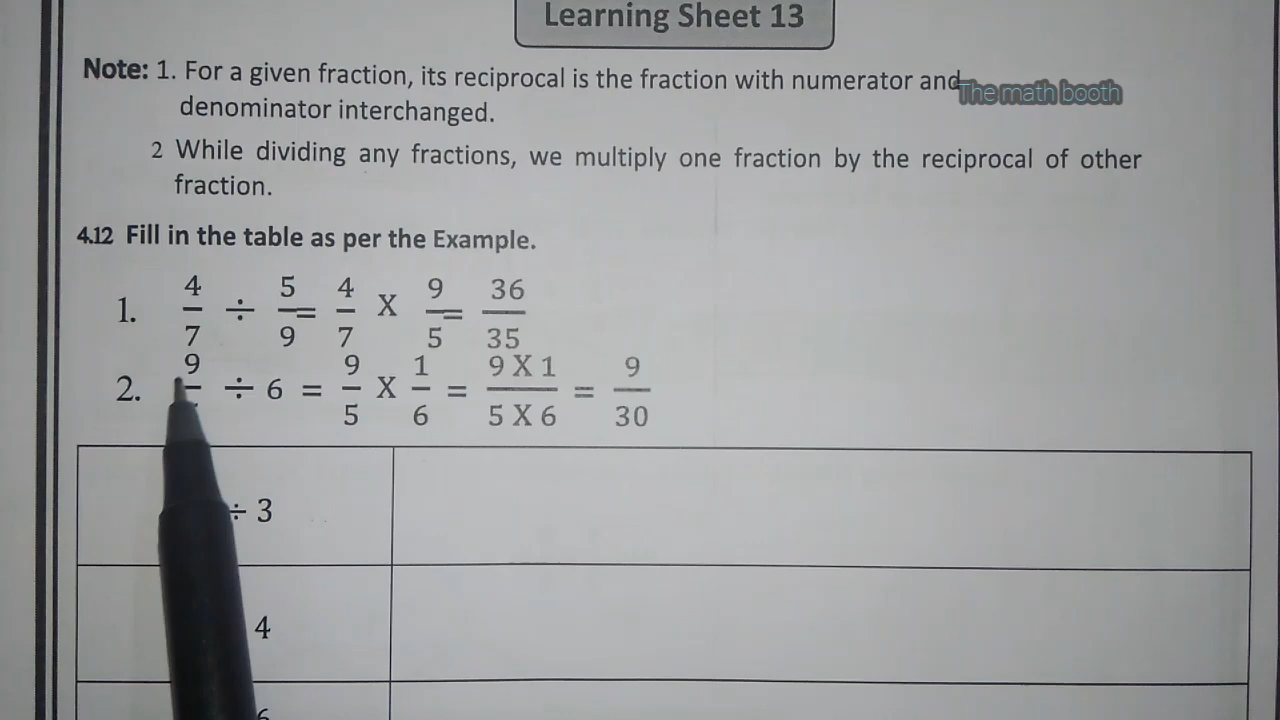 Learning Sheet 13
Note: 1. For a given fraction, its reciprocal is the fraction with numerator and
The math booth
denominator interchanged.
2 While dividing any fractions, we multiply one fraction by the reciprocal of other
fraction.
4.12 Fill in the table as per the Example.
1. 4/7 ÷ 5/9 = 4/7 X 9/5 = 36/35
2. 9 ÷ 6 = 9/5 X 1/6 = 9 X 1/5 X 6 = 9/30
÷ 3
4
6